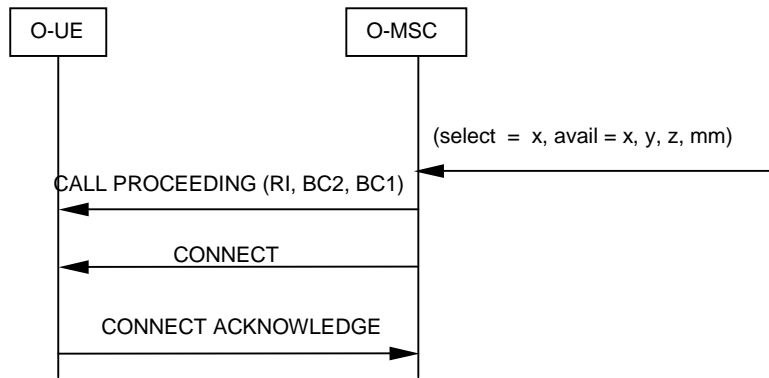 O-UE
O-MSC
(select = x, avail = x, y, z, mm)
CALL PROCEEDING (RI, BC2, BC1)
CONNECT
CONNECT ACKNOWLEDGE